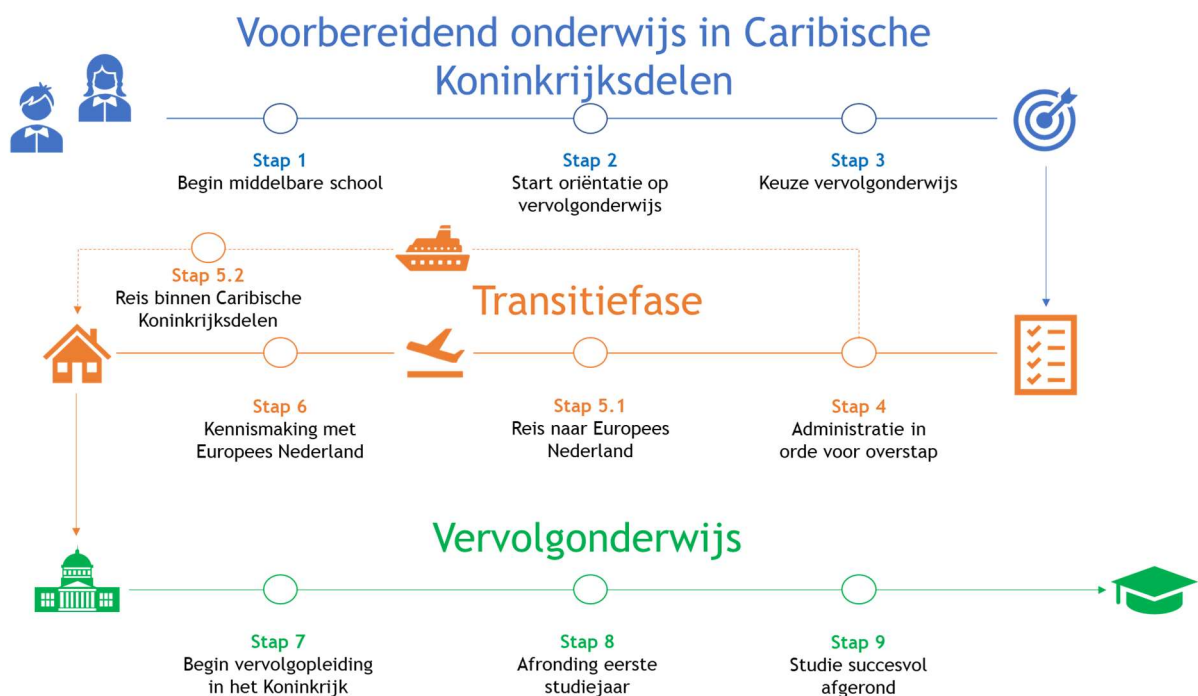 Voorbereidend onderwijs in Caribische
Koninkrijksdelen
Stap 1
Begin middelbare school
Stap 2
Start oriëntatie op
vervolgonderwijs
Stap 3
Keuze vervolgonderwijs
Stap 5.2
Reis binnen Caribische
Koninkrijksdelen
Transitiefase
Stap 6
Kennismaking met
Europees Nederland
Stap 5.1
Reis naar Europees
Nederland
Stap 4
Administratie in
orde voor overstap
Vervolgonderwijs
Stap 7
Begin vervolgopleiding
in het Koninkrijk
Stap 8
Afronding eerste
studiejaar
Stap 9
Studie succesvol
afgerond